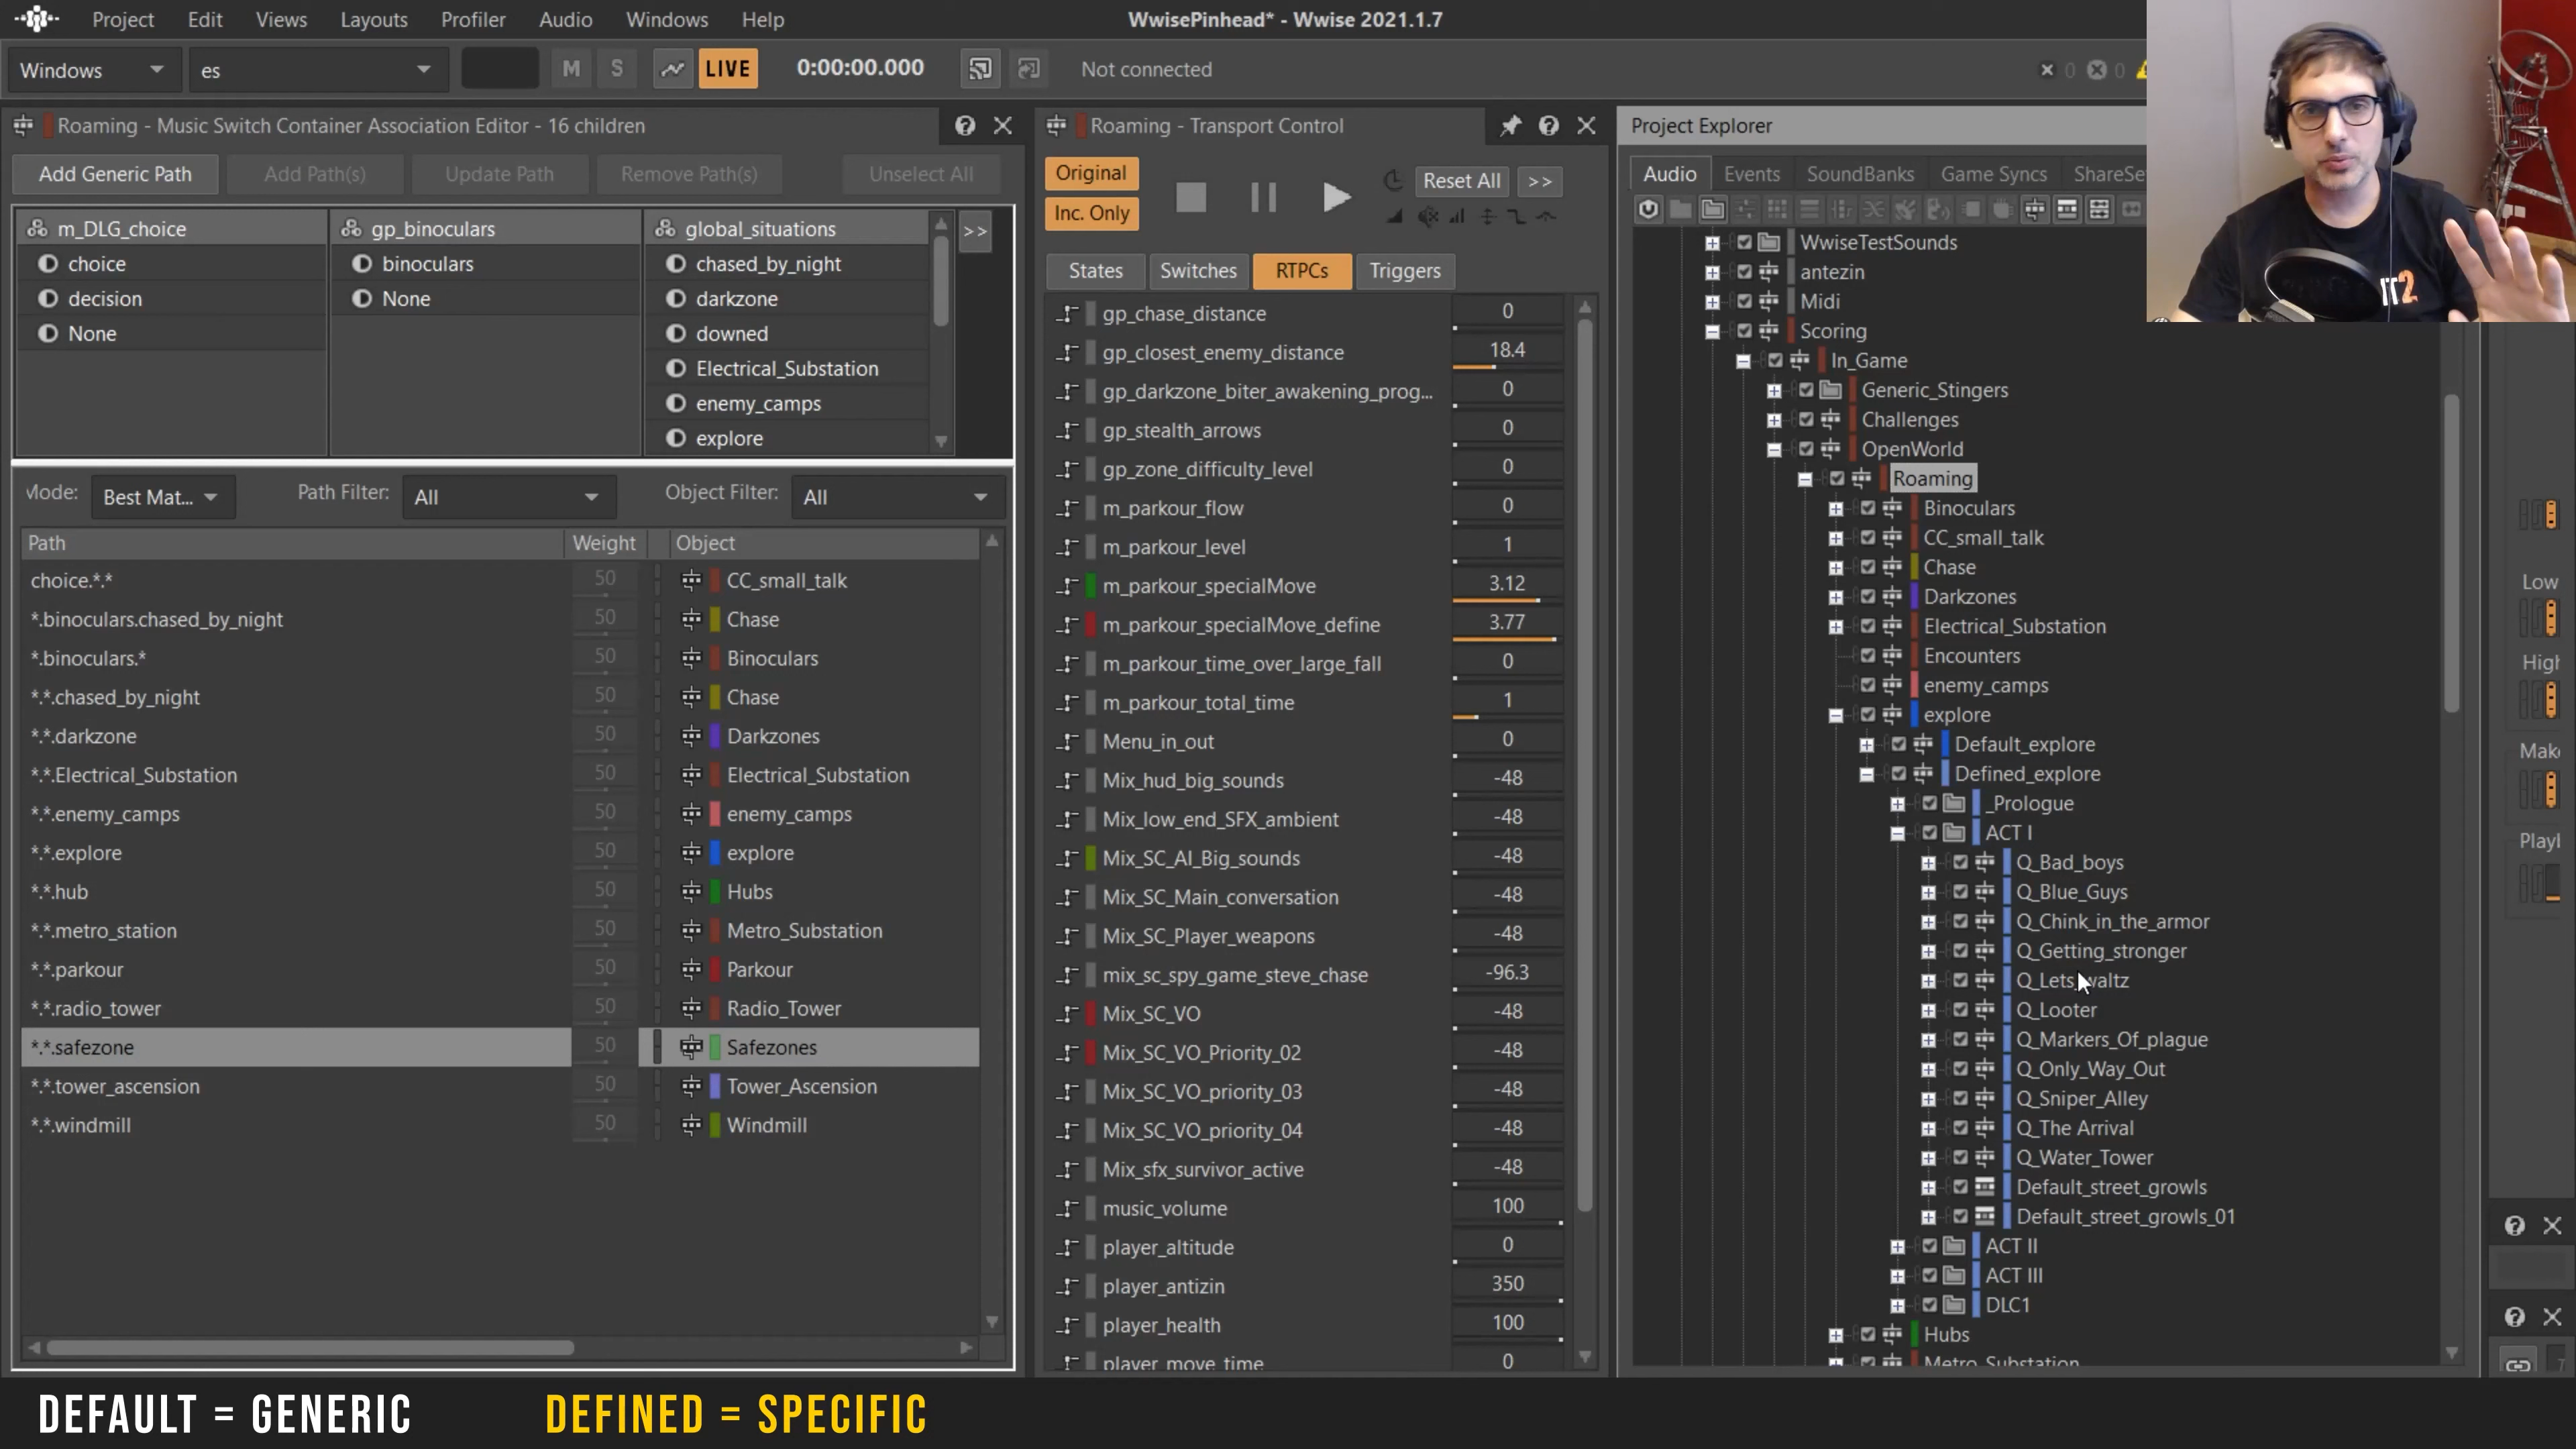 Project Edit Views Layouts Profiler Audio Windows Help
WwisePinhead* - Wwise 2021.1.7
Windows es M S LIVE 0:00:00.000 Not connected 0 0
Roaming - Music Switch Container Association Editor - 16 children
Add Generic Path Add Path(s) Update Path Remove Path(s) Unselect All
m_DLG_choice gp_binoculars global_situations >>
choice binoculars chased_by_night
decision None darkzone
None downed
Electrical_Substation
enemy_camps
explore
Mode: Best Mat... Path Filter: All Object Filter: All
Path Weight Object
choice.*.* 50 CC_small_talk
*.binoculars.chased_by_night 50 Chase
*.binoculars.* 50 Binoculars
*.*.chased_by_night 50 Chase
*.*.darkzone 50 Darkzones
*.*.Electrical_Substation 50 Electrical_Substation
*.*.enemy_camps 50 enemy_camps
*.*.explore 50 explore
*.*.hub 50 Hubs
*.*.metro_station 50 Metro_Substation
*.*.parkour 50 Parkour
*.*.radio_tower 50 Radio_Tower
*.*.safezone 50 Safezones
*.*.tower_ascension 50 Tower_Ascension
*.*.windmill 50 Windmill
Roaming - Transport Control
Original
Inc. Only
Reset All >>
States Switches RTPCs Triggers
gp_chase_distance 0
gp_closest_enemy_distance 18.4
gp_darkzone_biter_awakening_prog... 0
gp_stealth_arrows 0
gp_zone_difficulty_level 0
m_parkour_flow 0
m_parkour_level 1
m_parkour_specialMove 3.12
m_parkour_specialMove_define 3.77
m_parkour_time_over_large_fall 0
m_parkour_total_time 1
Menu_in_out 0
Mix_hud_big_sounds -48
Mix_low_end_SFX_ambient -48
Mix_SC_AI_Big_sounds -48
Mix_SC_Main_conversation -48
Mix_SC_Player_weapons -48
mix_sc_spy_game_steve_chase -96.3
Mix_SC_VO -48
Mix_SC_VO_Priority_02 -48
Mix_SC_VO_priority_03 -48
Mix_SC_VO_priority_04 -48
Mix_sfx_survivor_active -48
music_volume 100
player_altitude 0
player_antizin 350
player_health 100
player_move_time 0
Project Explorer
Audio Events SoundBanks Game Syncs ShareSe
WwiseTestSounds
antezin
Midi
Scoring
In_Game
Generic_Stingers
Challenges
OpenWorld
Roaming
Binoculars
CC_small_talk
Chase
Darkzones
Electrical_Substation
Encounters
enemy_camps
explore
Default_explore
Defined_explore
_Prologue
ACT I
Q_Bad_boys
Q_Blue_Guys
Q_Chink_in_the_armor
Q_Getting_stronger
Q_Lets_waltz
Q_Looter
Q_Markers_Of_plague
Q_Only_Way_Out
Q_Sniper_Alley
Q_The Arrival
Q_Water_Tower
Default_street_growls
Default_street_growls_01
ACT II
ACT III
DLC1
Hubs
Metro_Substation
Low
High
Make
Playl
DEFAULT = GENERIC DEFINED = SPECIFIC